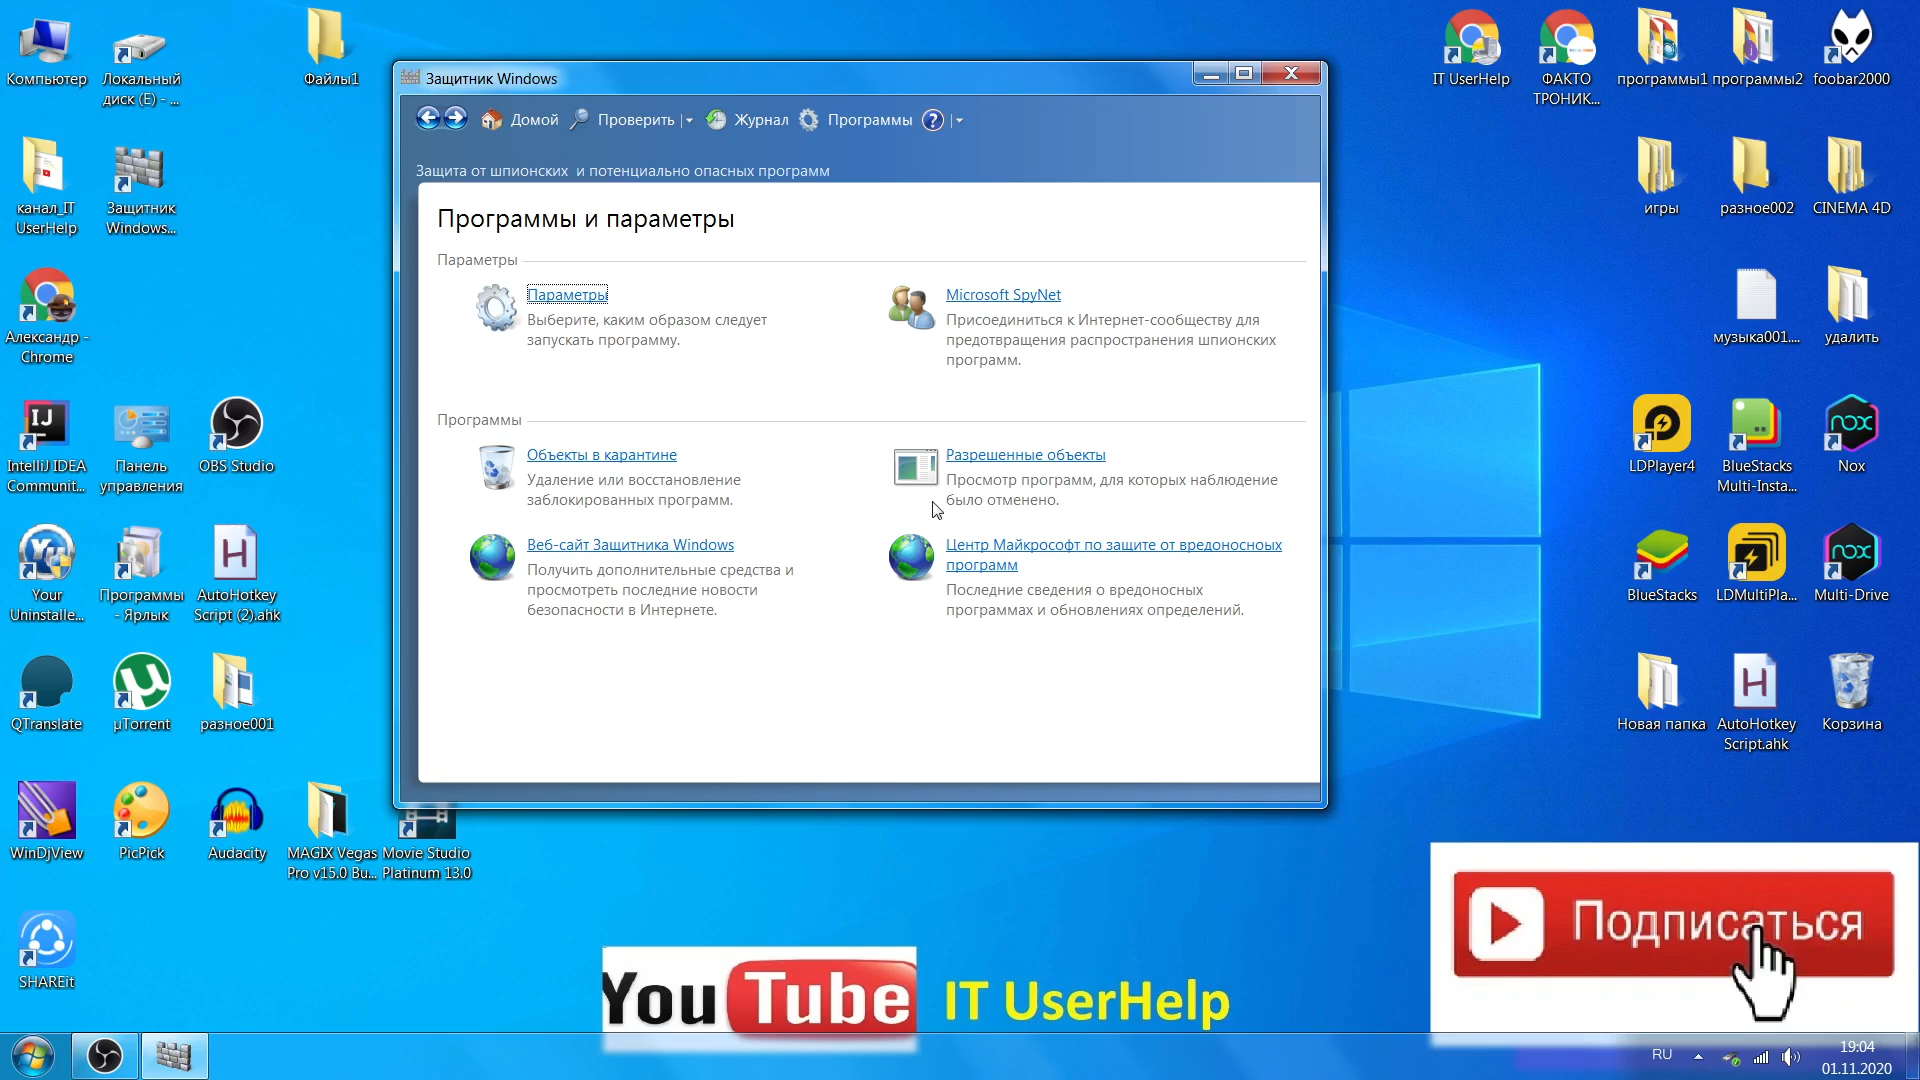 Компьютер
Локальный
диск (E) - ...
Файлы1
IT UserHelp
ФАКТО
ТРОНИК...
программы1
программы2
foobar2000
Защитник Windows
Домой
Проверить
Журнал
Программы
Защита от шпионских и потенциально опасных программ
Программы и параметры
Параметры
Параметры
Выберите, каким образом следует
запускать программу.
Microsoft SpyNet
Присоединиться к Интернет-сообществу для
предотвращения распространения шпионских
программ.
Программы
Объекты в карантине
Удаление или восстановление
заблокированных программ.
Разрешенные объекты
Просмотр программ, для которых наблюдение
было отменено.
Веб-сайт Защитника Windows
Получить дополнительные средства и
просмотреть последние новости
безопасности в Интернете.
Центр Майкрософт по защите от вредоносноых
программ
Последние сведения о вредоносных
программах и обновлениях определений.
канал_IT
UserHelp
Защитник
Windows...
игры
разное002
CINEMA 4D
Александр -
Chrome
музыка001....
удалить
IJ
IntelliJ IDEA
Communit...
Панель
управления
OBS Studio
LDPlayer4
BlueStacks
Multi-Insta...
nox
Nox
Yu
Your
Uninstalle...
Программы
- Ярлык
H
AutoHotkey
Script (2).ahk
BlueStacks
LDMultiPla...
nox
Multi-Drive
QTranslate
µ
µTorrent
разное001
Новая папка
H
AutoHotkey
Script.ahk
Корзина
WinDjView
PicPick
Audacity
MAGIX Vegas
Pro v15.0 Bu...
Movie Studio
Platinum 13.0
SHAREit
YouTube
IT UserHelp
Подписаться
RU
19:04
01.11.2020